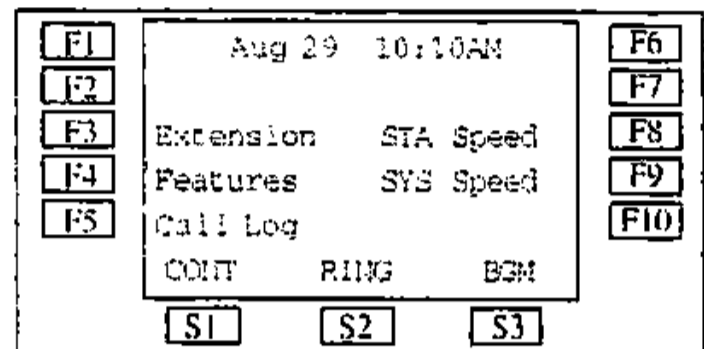 F1 Aug 29 10:10AM F6
F2 F7
F3 Extension STA Speed F8
F4 Features SYS Speed F9
F5 Call Log F10
CONT RING BGM
S1 S2 S3